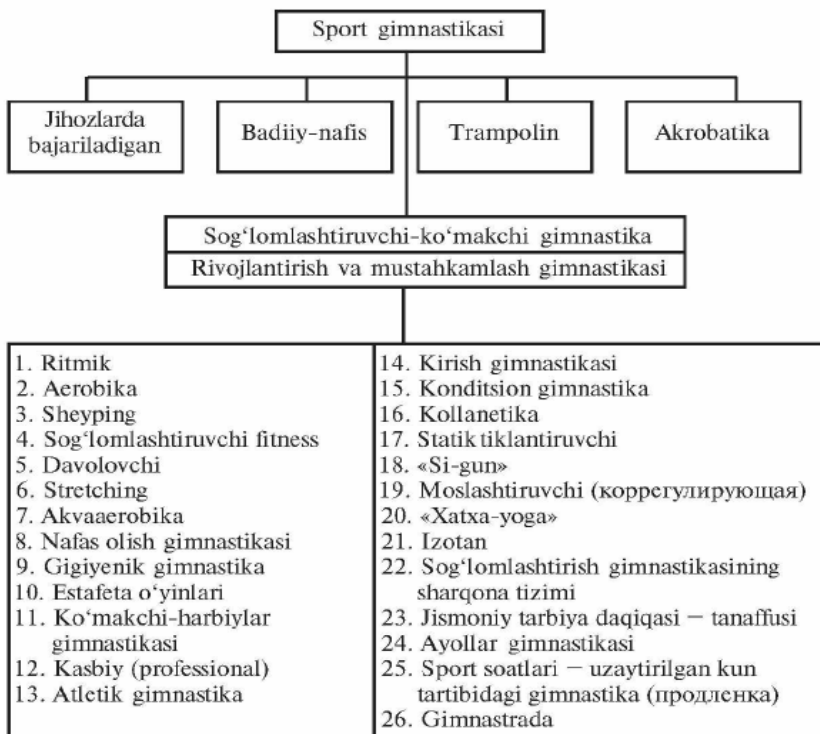 Sport gimnastikasi
Jihozlarda
bajariladigan
Badiiy-nafis
Trampolin
Akrobatika
Sog‘lomlashtiruvchi-ko‘makchi gimnastika
Rivojlantirish va mustahkamlash gimnastikasi
1. Ritmik
2. Aerobika
3. Sheyping
4. Sog‘lomlashtiruvchi fitness
5. Davolovchi
6. Stretching
7. Akvaaerobika
8. Nafas olish gimnastikasi
9. Gigiyenik gimnastika
10. Estafeta o‘yinlari
11. Ko‘makchi-harbiylar
gimnastikasi
12. Kasbiy (professional)
13. Atletik gimnastika
14. Kirish gimnastikasi
15. Konditsion gimnastika
16. Kollanetika
17. Statik tiklantiruvchi
18. «Si-gun»
19. Moslashtiruvchi (коррегулирующая)
20. «Xatxa-yoga»
21. Izotan
22. Sog‘lomlashtirish gimnastikasining
sharqona tizimi
23. Jismoniy tarbiya daqiqasi – tanaffusi
24. Ayollar gimnastikasi
25. Sport soatlari – uzaytirilgan kun
tartibidagi gimnastika (продленка)
26. Gimnastrada